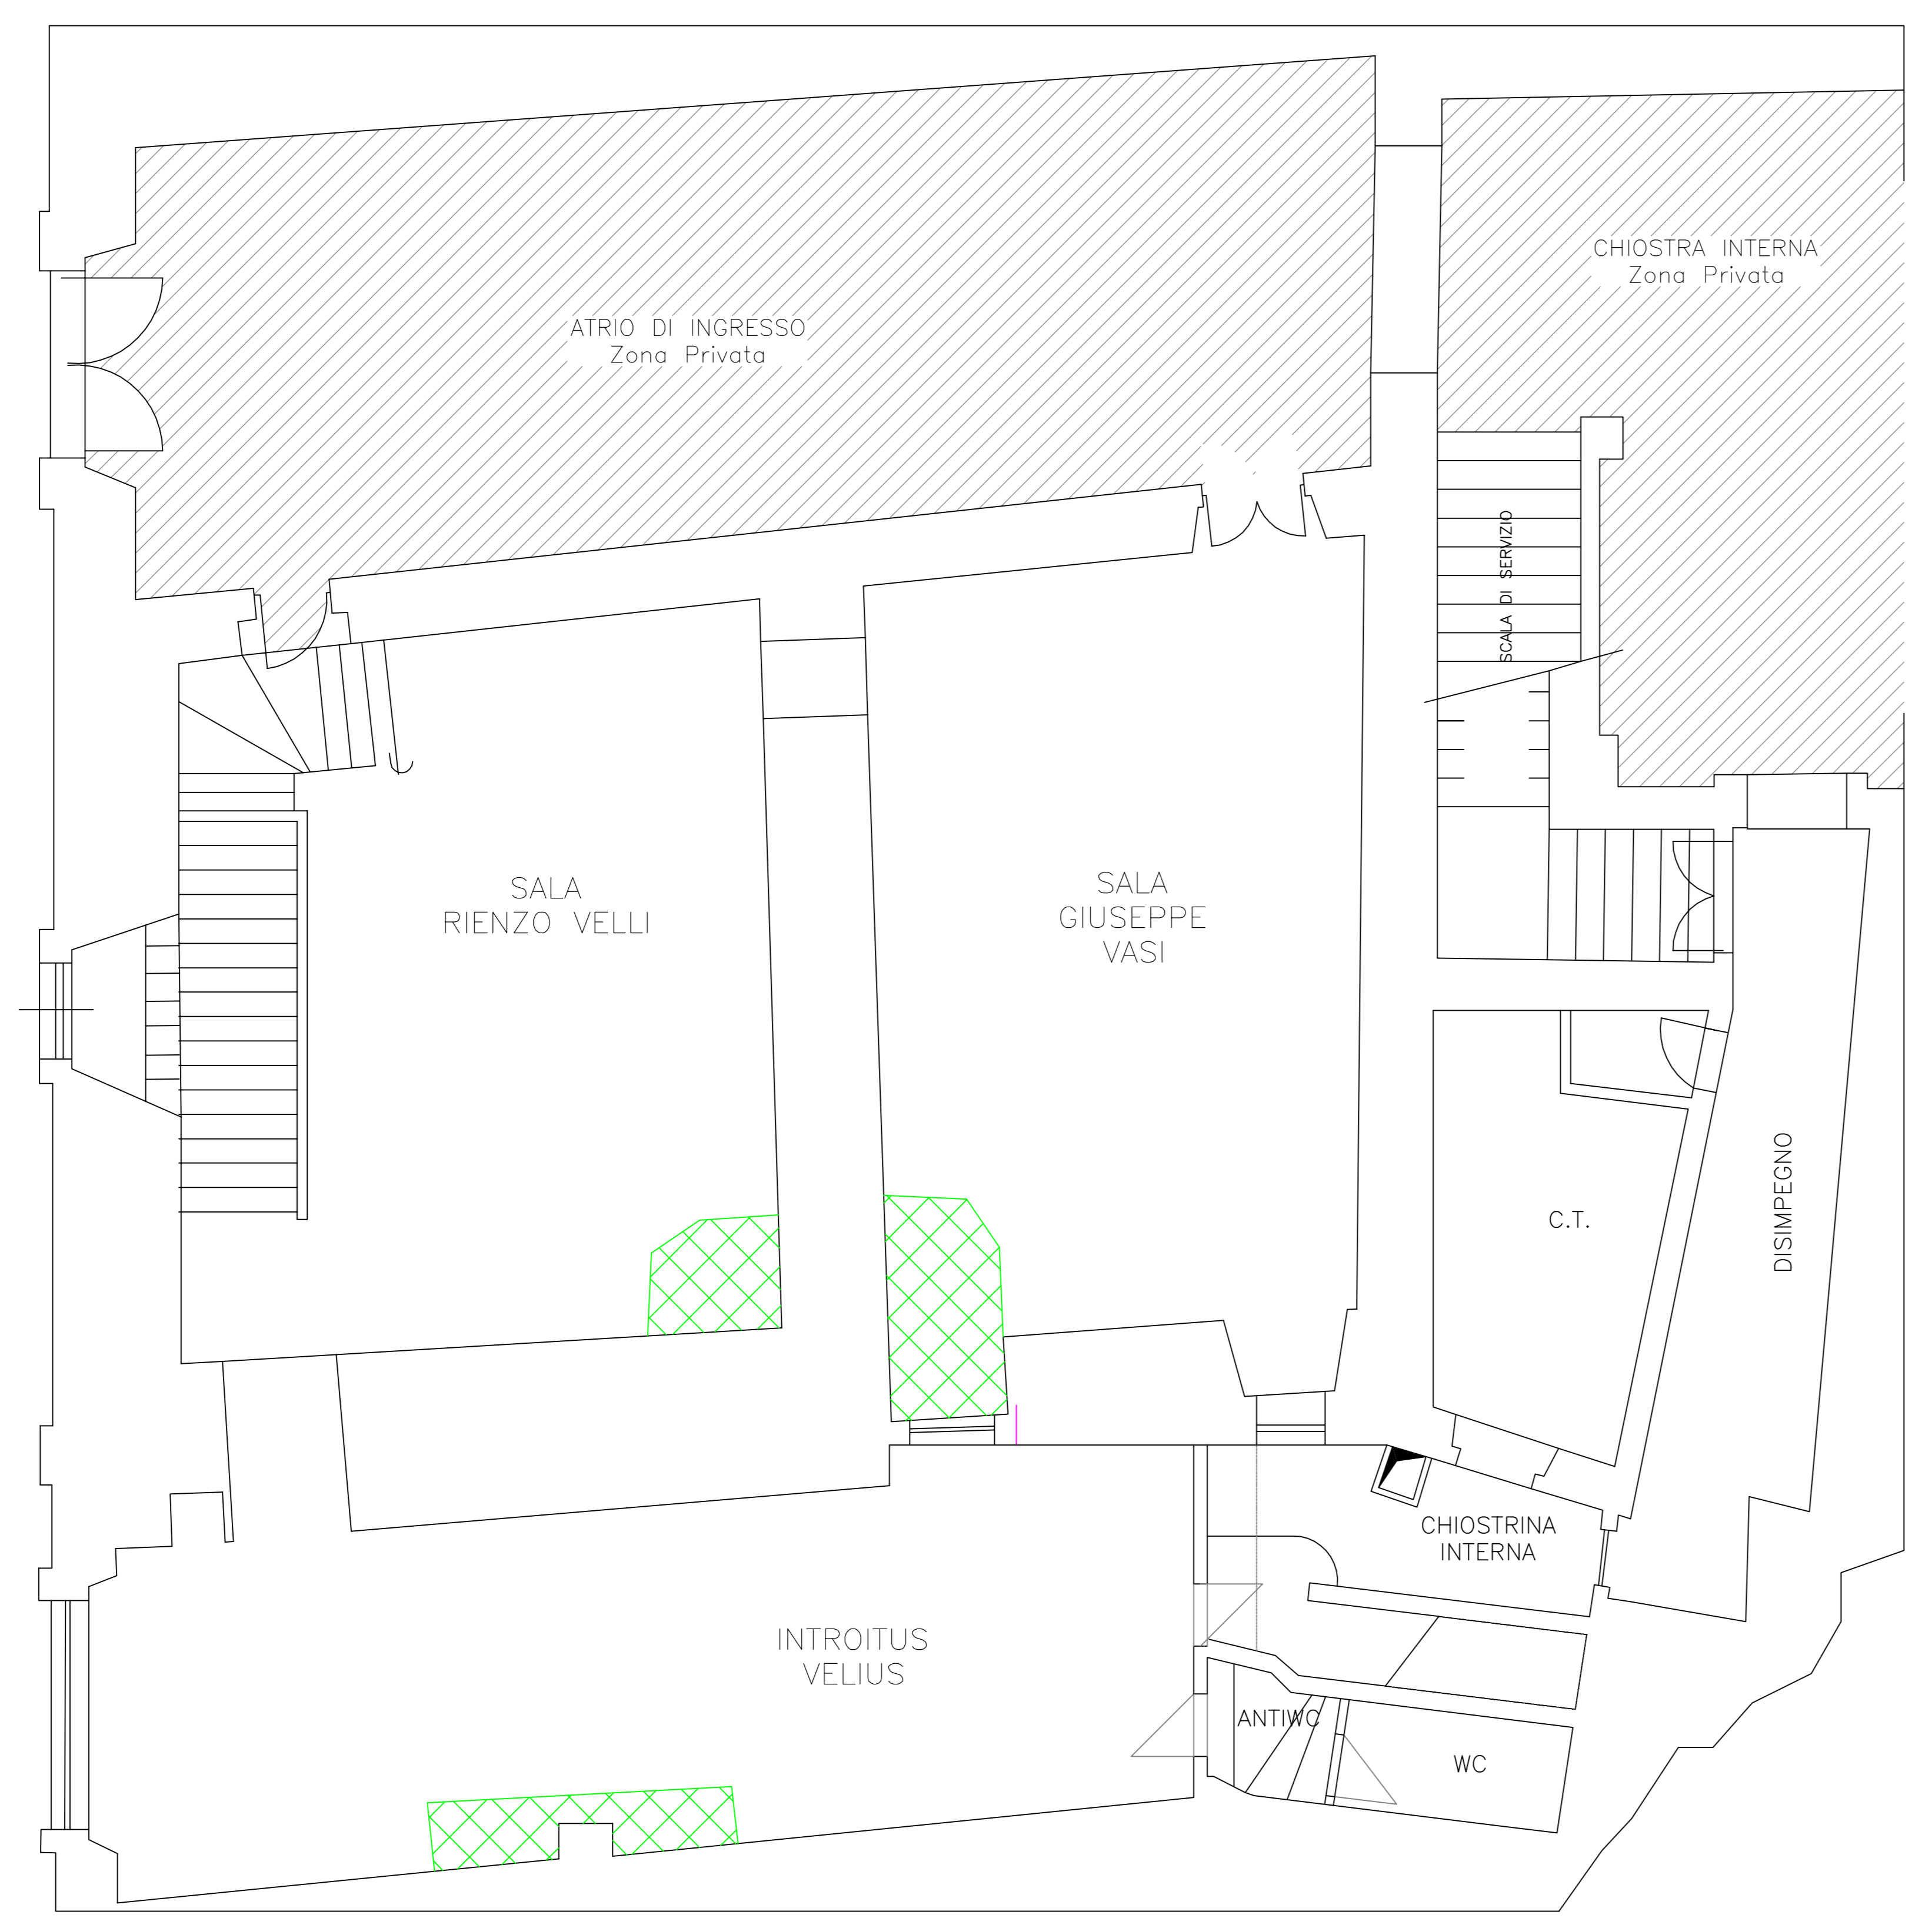 CHIOSTRA INTERNA
Zona Privata
ATRIO DI INGRESSO
Zona Privata
SCALA DI SERVIZIO
SALA
RIENZO VELLI
SALA
GIUSEPPE
VASI
C.T.
DISIMPEGNO
CHIOSTRINA
INTERNA
INTROITUS
VELIUS
ANTIWC
WC